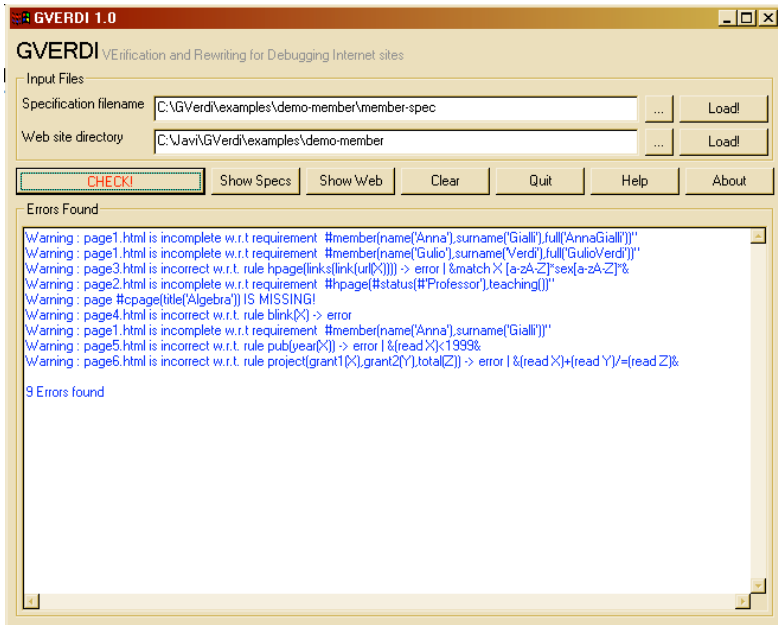 GVERDI 1.0
GVERDI VErification and Rewriting for Debugging Internet sites
Input Files
Specification filename C:\GVerdi\examples\demo-member\member-spec ... Load!
Web site directory C:\Javi\GVerdi\examples\demo-member ... Load!
CHECK! Show Specs Show Web Clear Quit Help About
Errors Found
Warning : page1.html is incomplete w.r.t requirement #member(name('Anna'),surname('Gialli'),full('AnnaGialli'))"
Warning : page1.html is incomplete w.r.t requirement #member(name('Gulio'),surname('Verdi'),full('GulioVerdi'))"
Warning : page3.html is incorrect w.r.t. rule hpage(links(link(url(X)))) -> error | &match X [a-zA-Z]*sex[a-zA-Z]*&
Warning : page2.html is incomplete w.r.t requirement #hpage(#status(#'Professor'),teaching())"
Warning : page #cpage(title('Algebra')) IS MISSING!
Warning : page4.html is incorrect w.r.t. rule blink(X) -> error
Warning : page1.html is incomplete w.r.t requirement #member(name('Anna'),surname('Gialli'))"
Warning : page5.html is incorrect w.r.t. rule pub(year(X)) -> error | &(read X)<1999&
Warning : page6.html is incorrect w.r.t. rule project(grant1(X),grant2(Y),total(Z)) -> error | &(read X)+(read Y)/=(read Z)&
9 Errors found